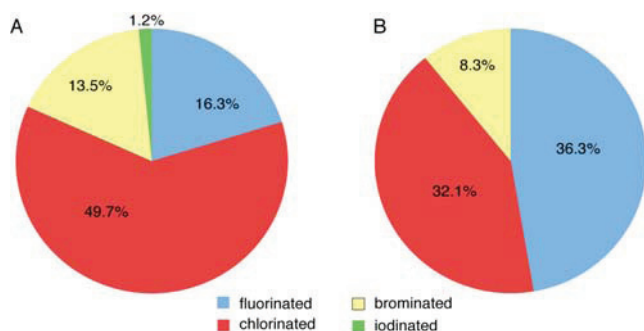 A
1.2%
13.5%
16.3%
49.7%
B
8.3%
36.3%
32.1%
fluorinated
brominated
chlorinated
iodinated